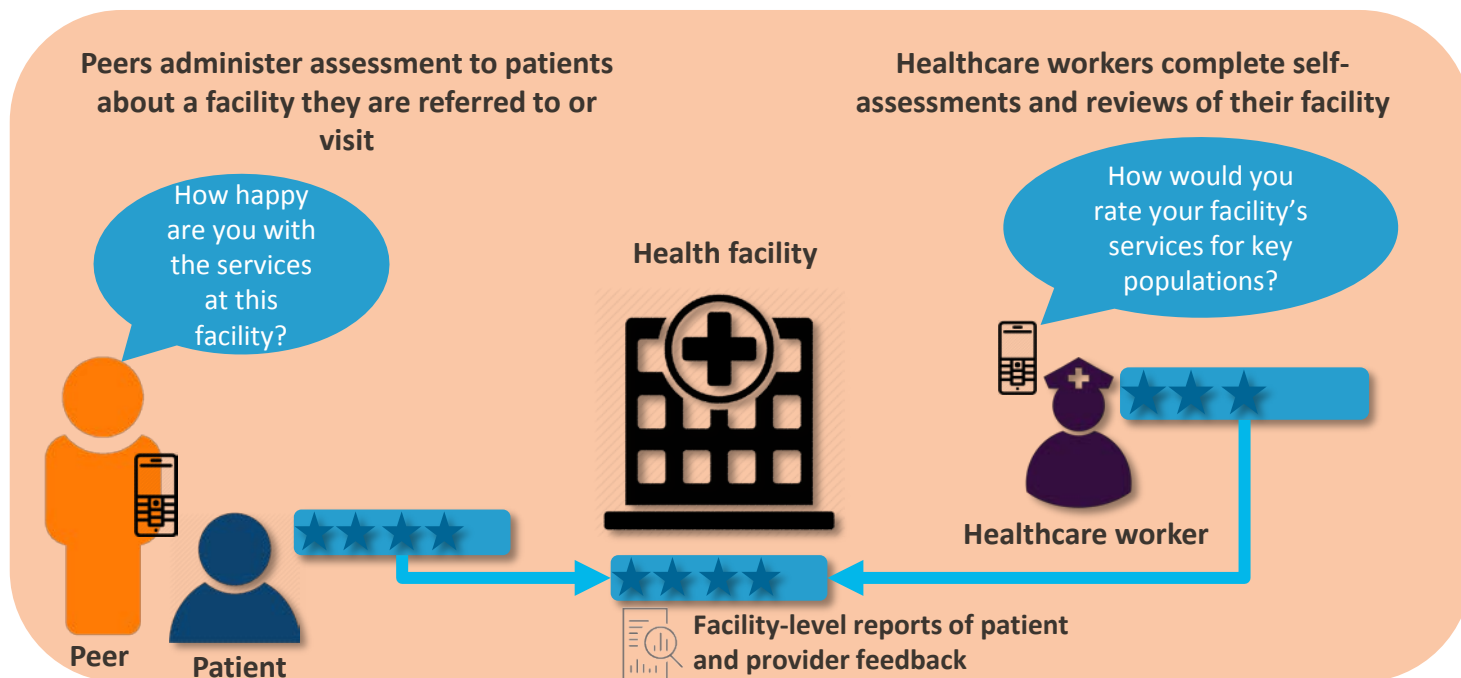 Peers administer assessment to patients
about a facility they are referred to or
visit
Healthcare workers complete self-
assessments and reviews of their facility
How happy
are you with
the services
at this
facility?
How would you
rate your facility’s
services for key
populations?
Health facility
Healthcare worker
Peer
Patient
Facility-level reports of patient
and provider feedback